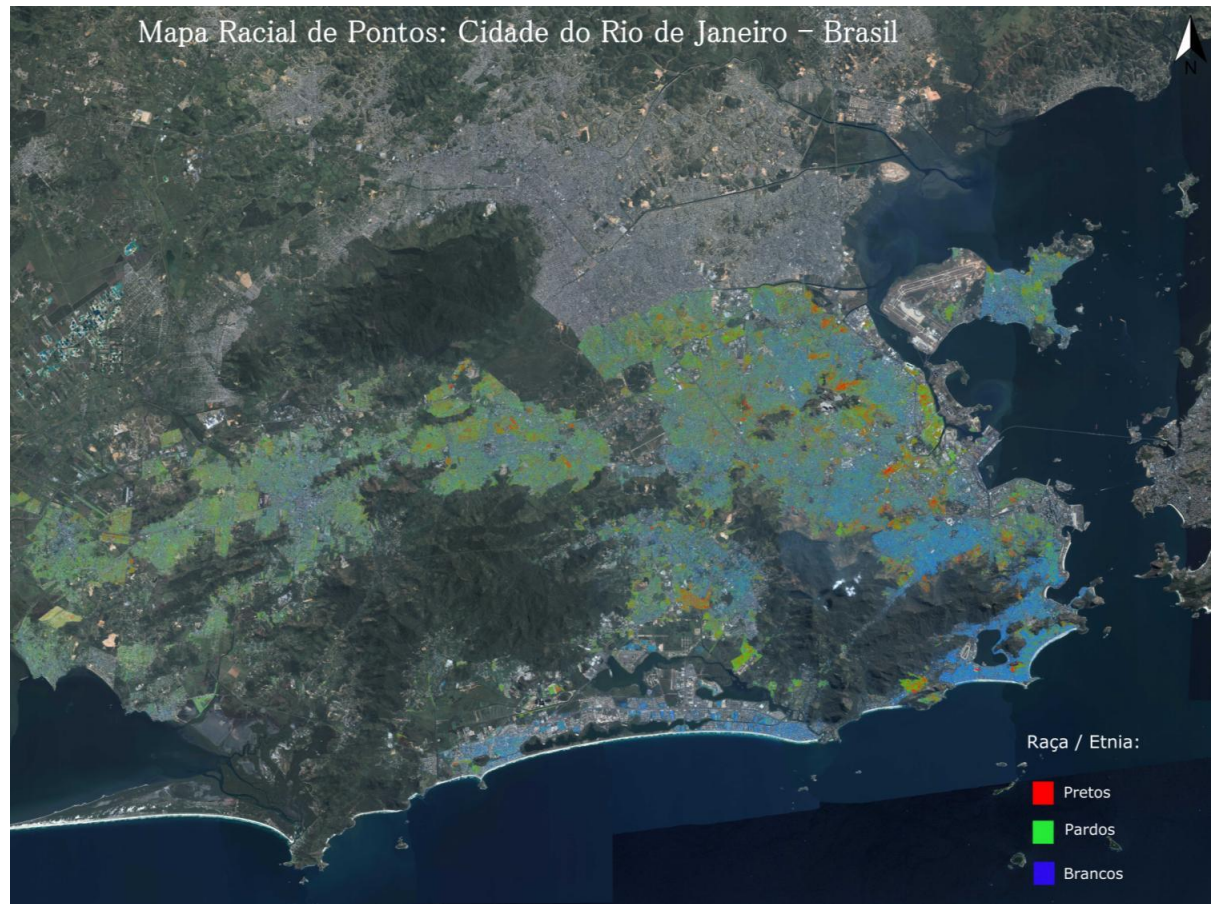 Mapa Racial de Pontos: Cidade do Rio de Janeiro - Brasil
N
Raça / Etnia:
Pretos
Pardos
Brancos